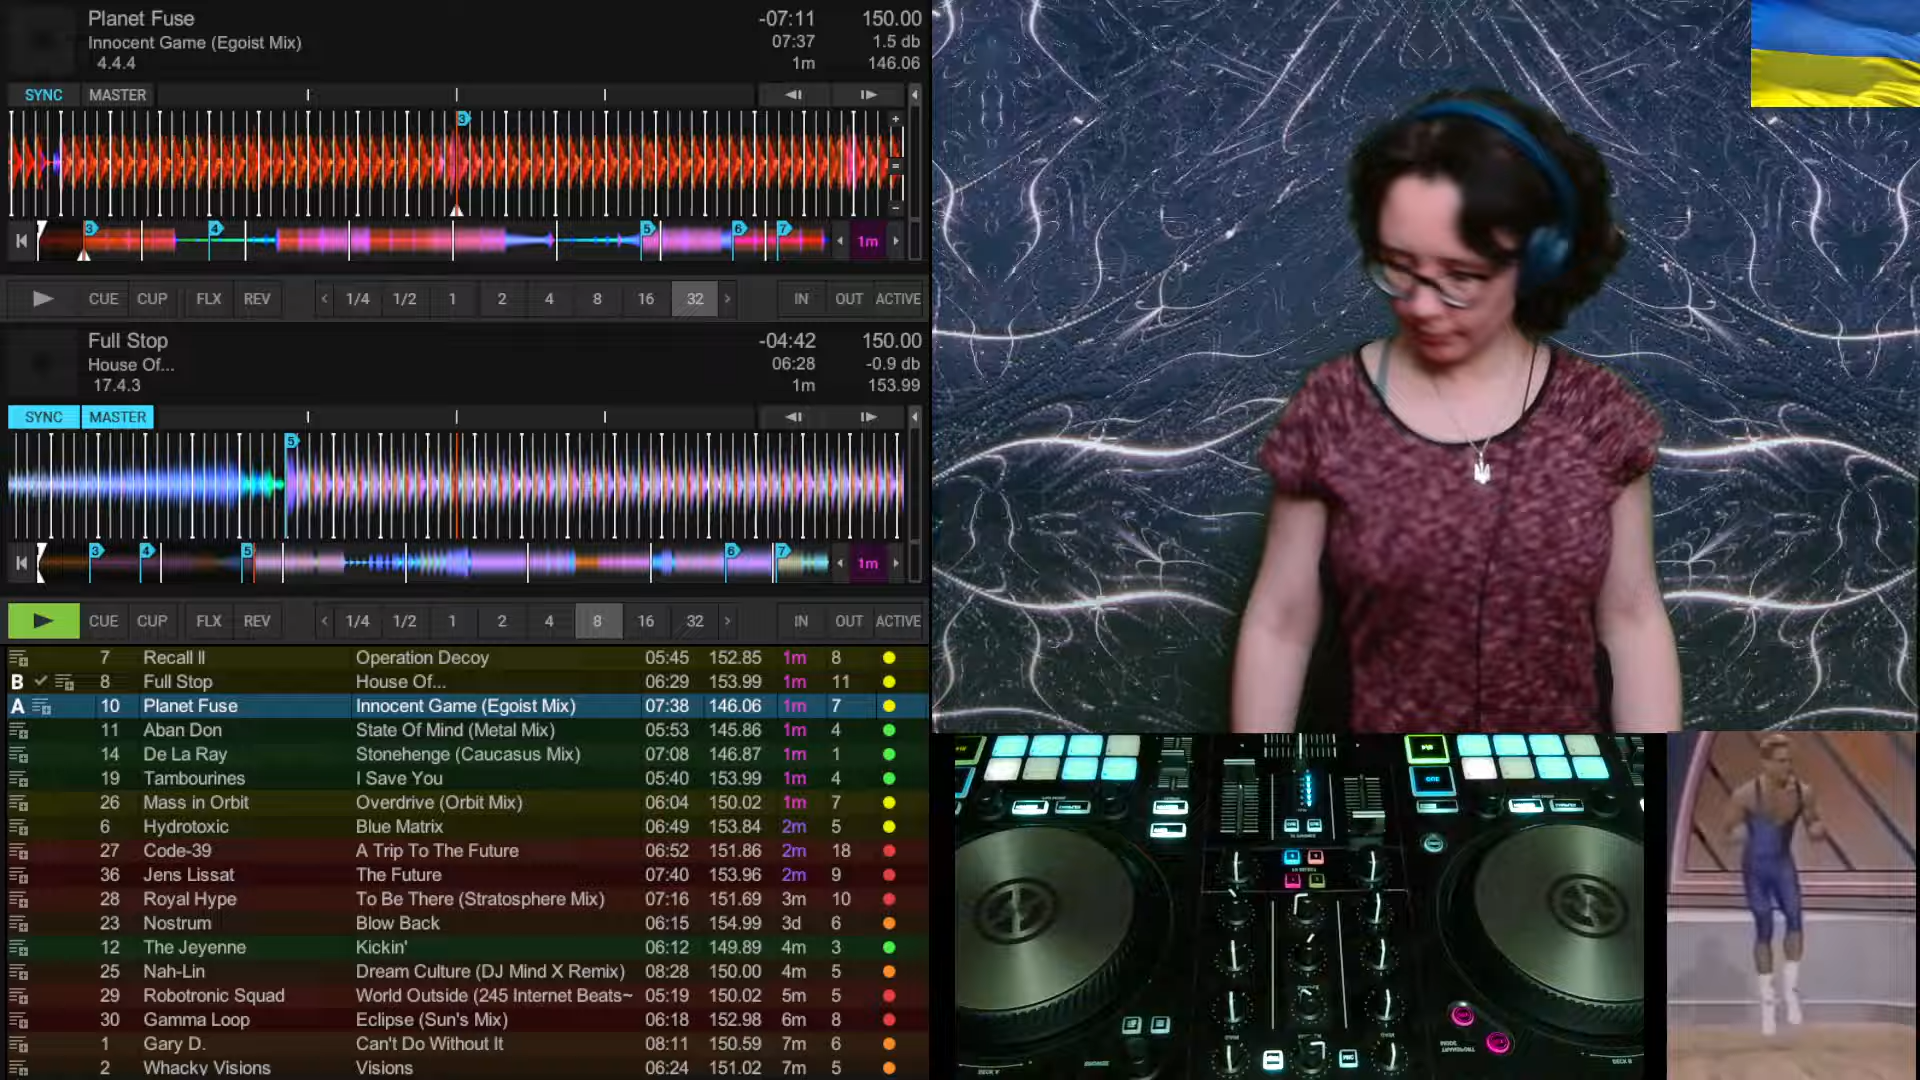 Planet Fuse -07:11 150.00
Innocent Game (Egoist Mix) 07:37 1.5 db
4.4.4 1m 146.06
SYNC MASTER
3
3 4 5 6 7 1m
CUE CUP FLX REV 1/4 1/2 1 2 4 8 16 32 IN OUT ACTIVE
Full Stop -04:42 150.00
House Of... 06:28 -0.9 db
17.4.3 1m 153.99
SYNC MASTER
5
3 4 5 6 7 1m
CUE CUP FLX REV 1/4 1/2 1 2 4 8 16 32 IN OUT ACTIVE
7 Recall II Operation Decoy 05:45 152.85 1m 8
B 8 Full Stop House Of... 06:29 153.99 1m 11
A 10 Planet Fuse Innocent Game (Egoist Mix) 07:38 146.06 1m 7
11 Aban Don State Of Mind (Metal Mix) 05:53 145.86 1m 4
14 De La Ray Stonehenge (Caucasus Mix) 07:08 146.87 1m 1
19 Tambourines I Save You 05:40 153.99 1m 4
26 Mass in Orbit Overdrive (Orbit Mix) 06:04 150.02 1m 7
6 Hydrotoxic Blue Matrix 06:49 153.84 2m 5
27 Code-39 A Trip To The Future 06:52 151.86 2m 18
36 Jens Lissat The Future 07:40 153.96 2m 9
28 Royal Hype To Be There (Stratosphere Mix) 07:16 151.69 3m 10
23 Nostrum Blow Back 06:15 154.99 3d 6
12 The Jeyenne Kickin' 06:12 149.89 4m 3
25 Nah-Lin Dream Culture (DJ Mind X Remix) 08:28 150.00 4m 5
29 Robotronic Squad World Outside (245 Internet Beats~ 05:19 150.02 5m 5
30 Gamma Loop Eclipse (Sun's Mix) 06:18 152.98 6m 8
1 Gary D. Can't Do Without It 08:11 150.59 7m 6
2 Whacky Visions Visions 06:24 151.02 7m 5